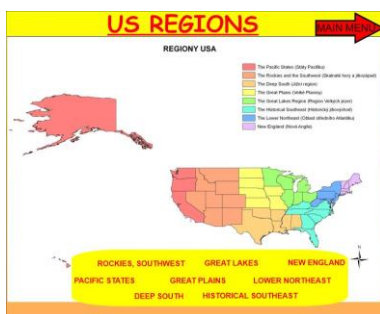 US REGIONS
MAIN MENU
REGIONY USA
The Pacific States (Státy Pacifiku)
The Rockies and the Southwest (Skalnaté hory a jihozápad)
The Deep South (Jižní region)
The Great Plains (Velké Planiny)
The Great Lakes Region (Region Velkých jezer)
The Historical Southeast (Historický jihovýchod)
The Lower Northeast (Oblast středního Atlantiku)
New England (Nová Anglie)
N
ROCKIES, SOUTHWEST GREAT LAKES NEW ENGLAND
PACIFIC STATES GREAT PLAINS LOWER NORTHEAST
DEEP SOUTH HISTORICAL SOUTHEAST